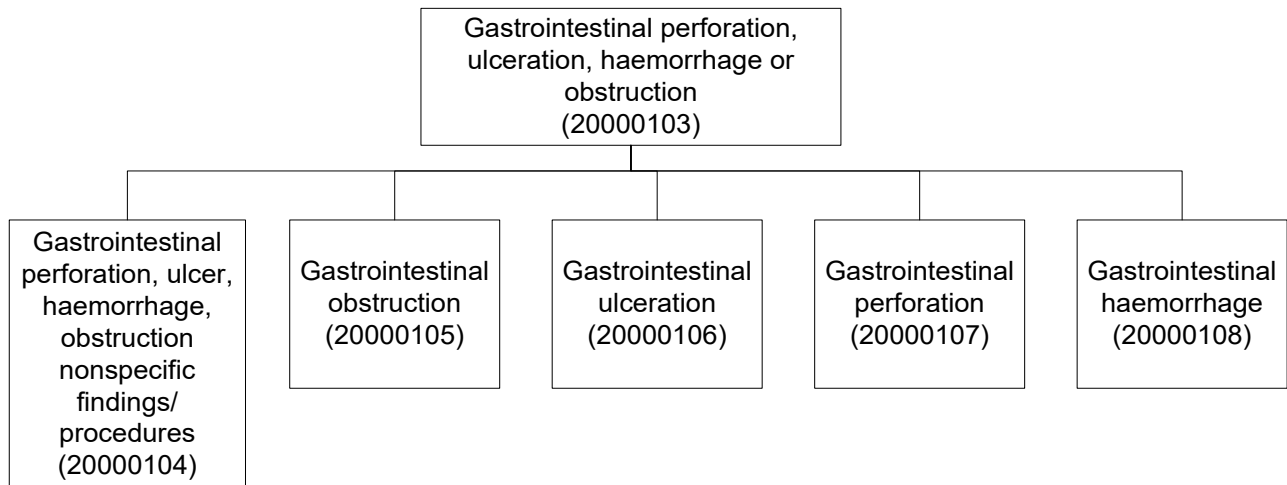 Gastrointestinal perforation,
ulceration, haemorrhage or
obstruction
(20000103)
Gastrointestinal
perforation, ulcer,
haemorrhage,
obstruction
nonspecific
findings/
procedures
(20000104)
Gastrointestinal
obstruction
(20000105)
Gastrointestinal
ulceration
(20000106)
Gastrointestinal
perforation
(20000107)
Gastrointestinal
haemorrhage
(20000108)